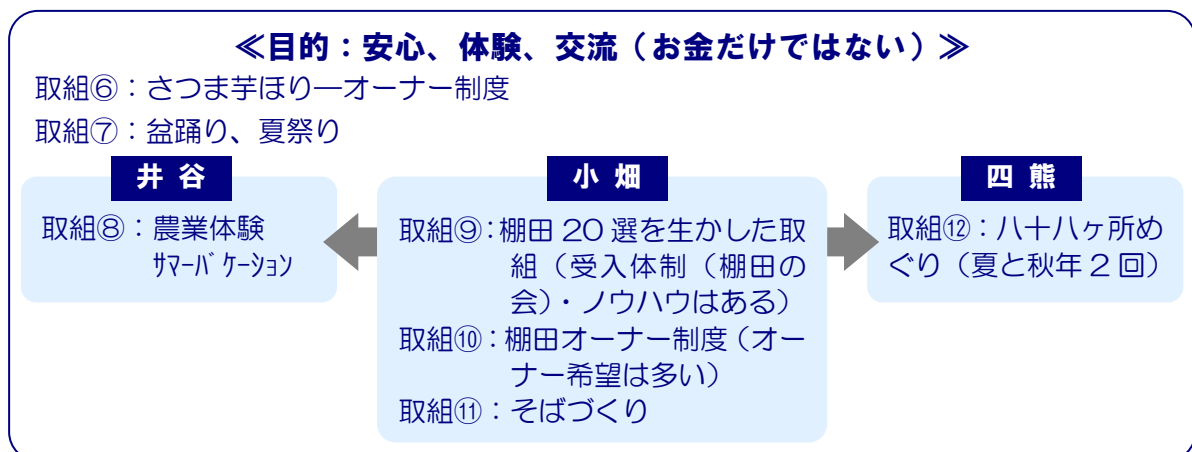 ≪目的：安心、体験、交流（お金だけではない）≫
取組⑥：さつま芋ほり―オーナー制度
取組⑦：盆踊り、夏祭り
井 谷
取組⑧：農業体験
ｻﾏｰﾊﾞｹｰｼｮﾝ
小 畑
取組⑨：棚田 20 選を生かした取
組（受入体制（棚田の
会）・ノウハウはある）
取組⑩：棚田オーナー制度（オー
ナー希望は多い）
取組⑪：そばづくり
四 熊
取組⑫：八十八ヶ所め
ぐり（夏と秋年 2 回）